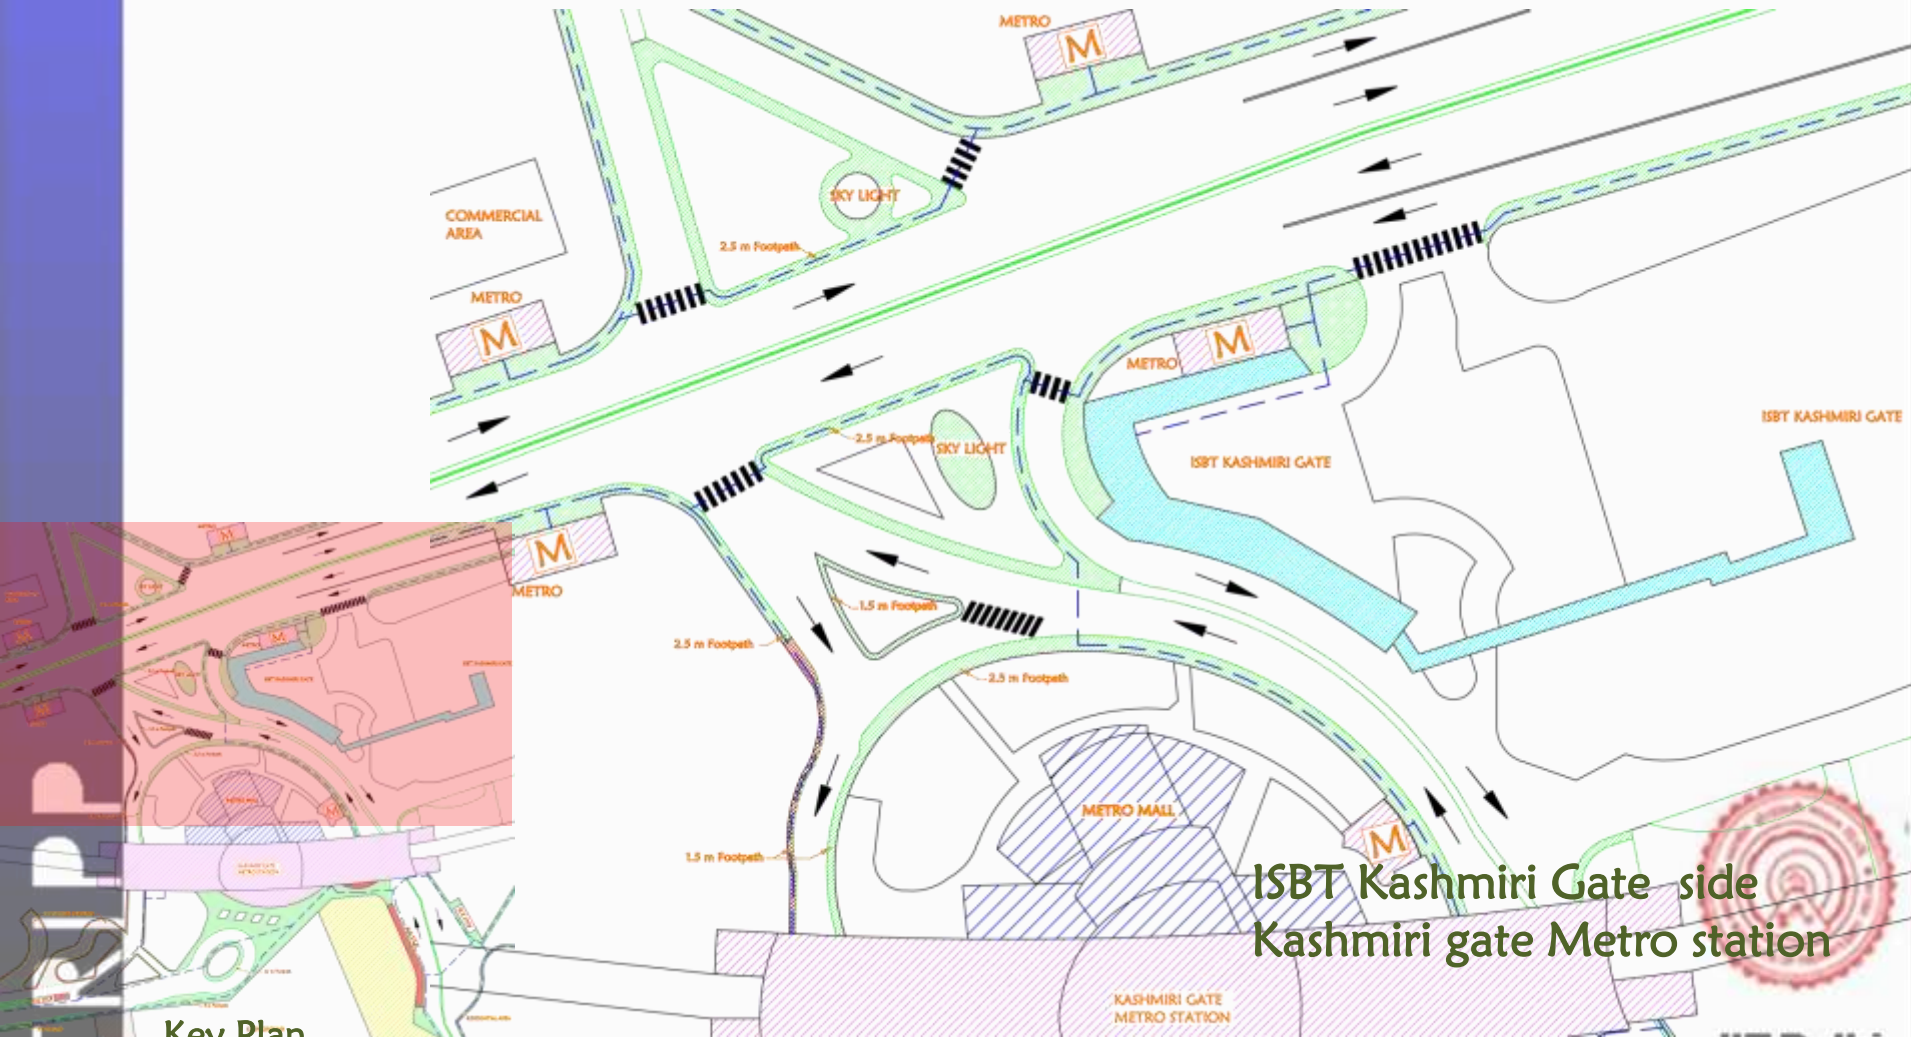 METRO
M
SKY LIGHT
COMMERCIAL
AREA
2.5 m Footpath
METRO
M
METRO
M
ISBT KASHMIRI GATE
2.5 m Footpath
SKY LIGHT
ISBT KASHMIRI GATE
M
METRO
1.5 m Footpath
2.5 m Footpath
2.5 m Footpath
METRO MALL
M
1.5 m Footpath
ISBT Kashmiri Gate side
Kashmiri gate Metro station
KASHMIRI GATE
METRO STATION
Key Plan